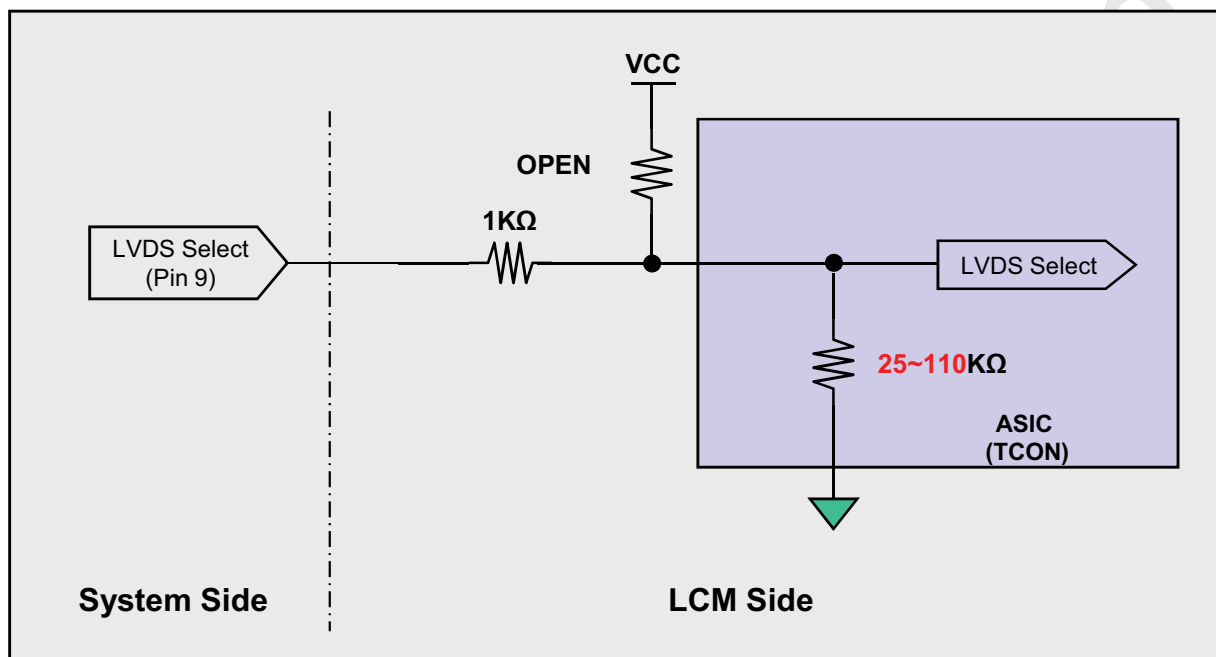 VCC
OPEN
1KΩ
LVDS Select
(Pin 9)
LVDS Select
25~110KΩ
ASIC
(TCON)
System Side
LCM Side